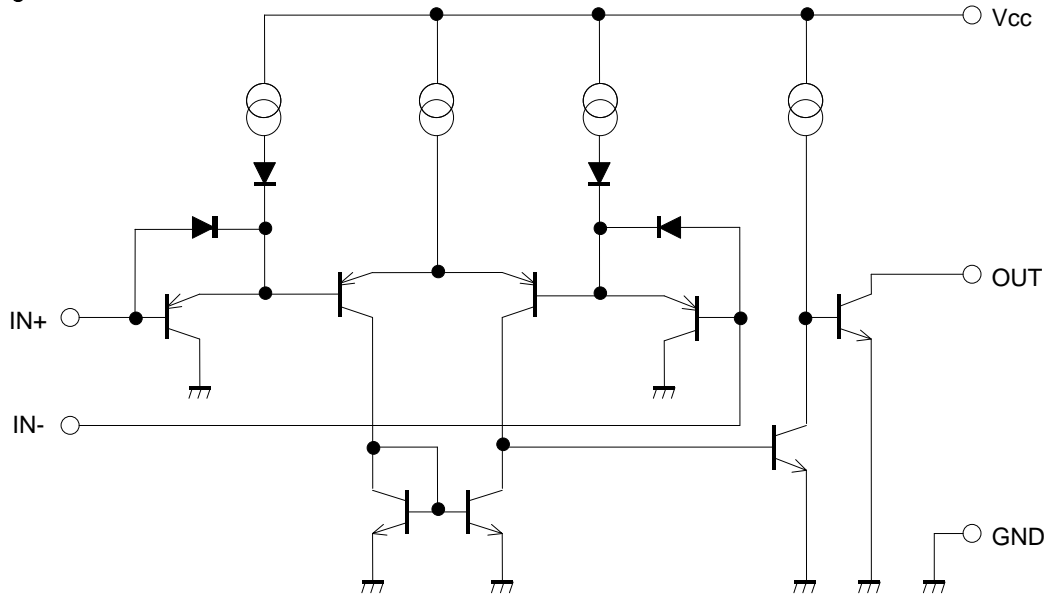 Vcc
OUT
IN+
IN-
GND